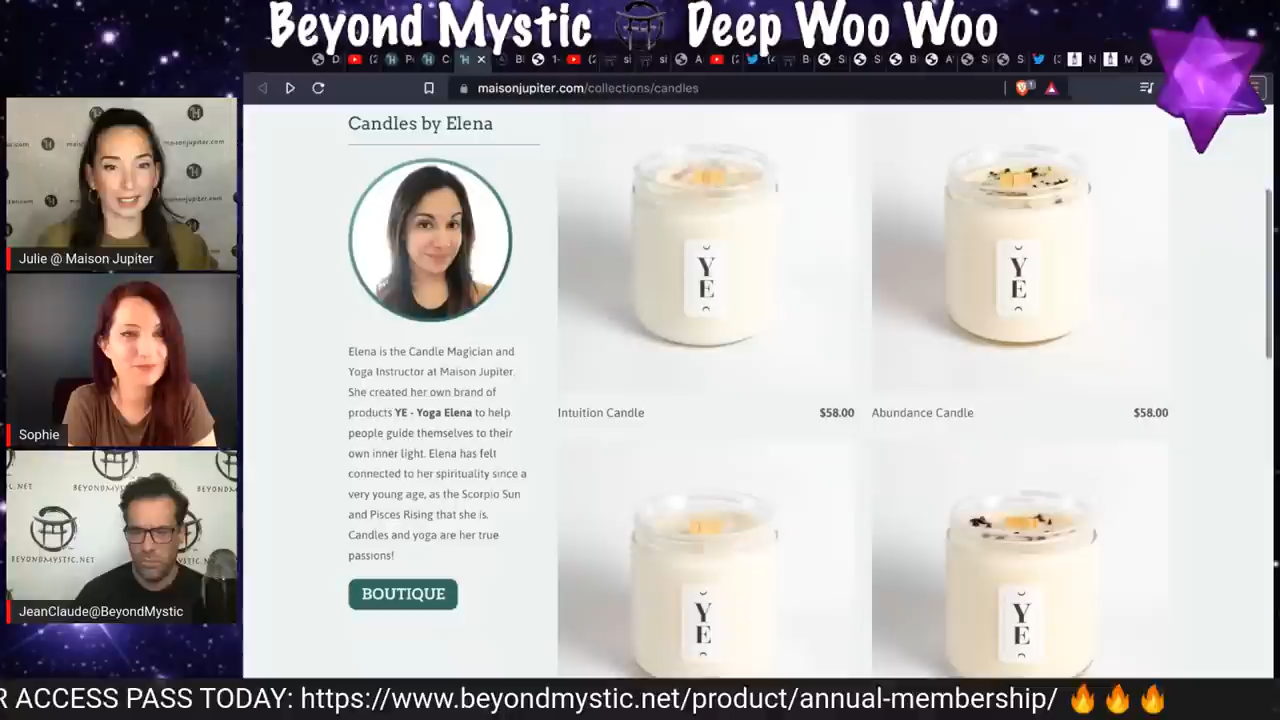 Beyond Mystic Deep Woo Woo
maisonjupiter.com/collections/candles
Candles by Elena
Elena is the Candle Magician and
Yoga Instructor at Maison Jupiter.
She created her own brand of
products YE - Yoga Elena to help
people guide themselves to their
own inner light. Elena has felt
connected to her spirituality since a
very young age, as the Scorpio Sun
and Pisces Rising that she is.
Candles and yoga are her true
passions!
BOUTIQUE
Y
E
Y
E
Intuition Candle $58.00
Abundance Candle $58.00
Y
E
Y
E
maisonjupiter.com
Julie @ Maison Jupiter
Sophie
BEYONDMYSTIC.NET
BEYONDMYSTIC.NET
JeanClaude@BeyondMystic
R ACCESS PASS TODAY: https://www.beyondmystic.net/product/annual-membership/ 🔥🔥🔥